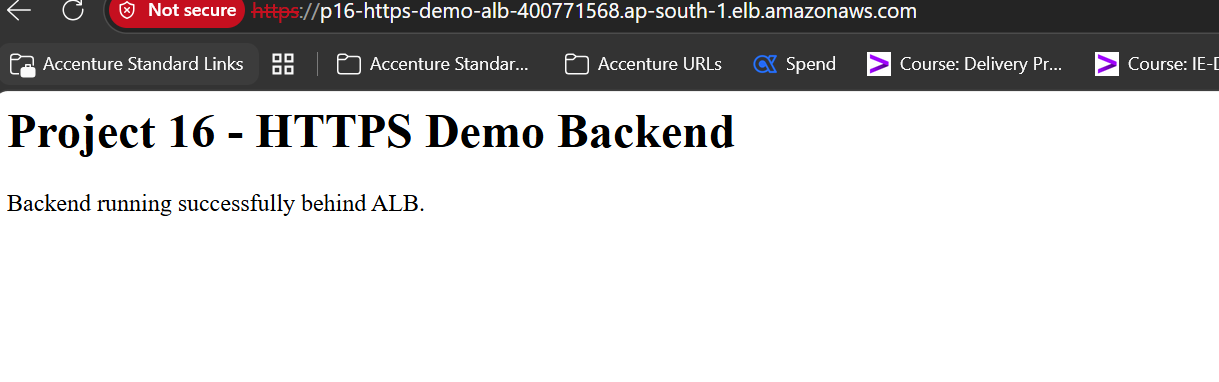 Not secure https://p16-https-demo-alb-400771568.ap-south-1.elb.amazonaws.com
Accenture Standard Links Accenture Standar... Accenture URLs Spend Course: Delivery Pr... Course: IE-D
Project 16 - HTTPS Demo Backend
Backend running successfully behind ALB.